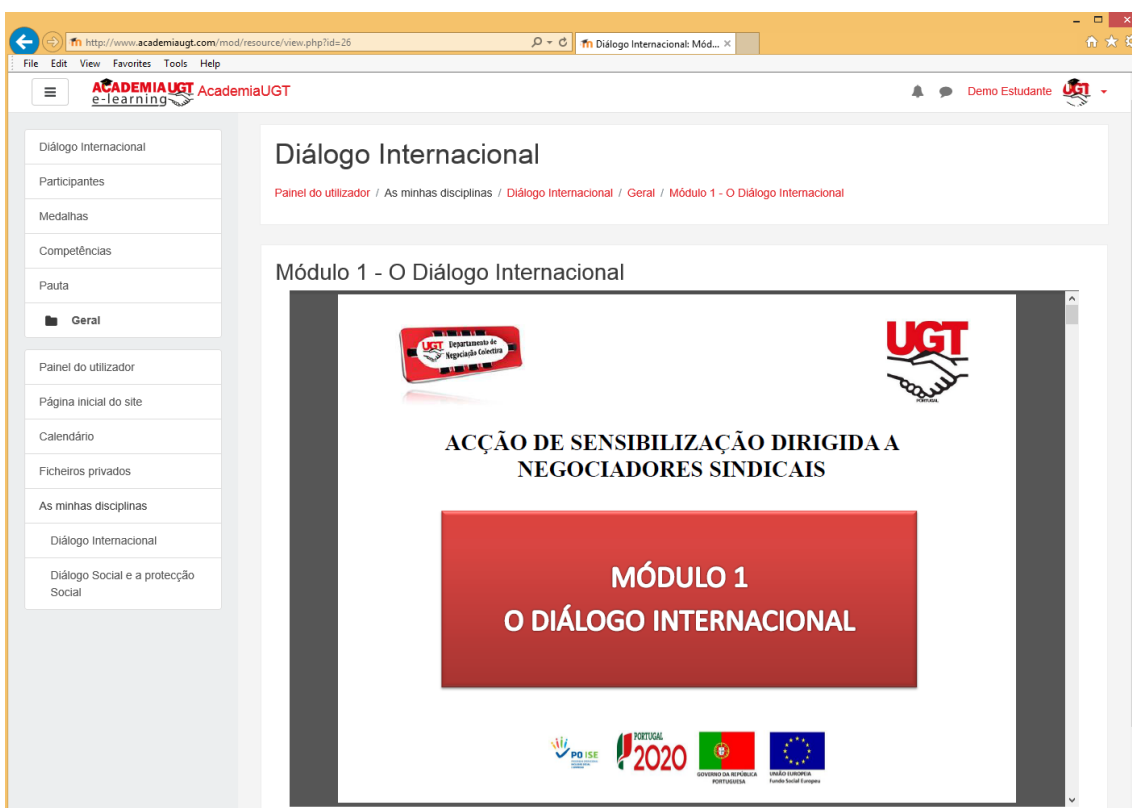 http://www.academiaugt.com/mod/resource/view.php?id=26
Diálogo Internacional: Mód...
File Edit View Favorites Tools Help
ACADEMIA UGT
e-learning
AcademiaUGT
Demo Estudante
UGT
Diálogo Internacional
Participantes
Medalhas
Competências
Pauta
Geral
Painel do utilizador
Página inicial do site
Calendário
Ficheiros privados
As minhas disciplinas
Diálogo Internacional
Diálogo Social e a protecção
Social
Diálogo Internacional
Painel do utilizador / As minhas disciplinas / Diálogo Internacional / Geral / Módulo 1 - O Diálogo Internacional
Módulo 1 - O Diálogo Internacional
UGT
Departamento de
Negociação Colectiva
UGT
PORTUGAL
ACÇÃO DE SENSIBILIZAÇÃO DIRIGIDA A
NEGOCIADORES SINDICAIS
MÓDULO 1
O DIÁLOGO INTERNACIONAL
PO ISE
PORTUGAL
2020
GOVERNO DA REPÚBLICA
PORTUGUESA
UNIÃO EUROPEIA
Fundo Social Europeu